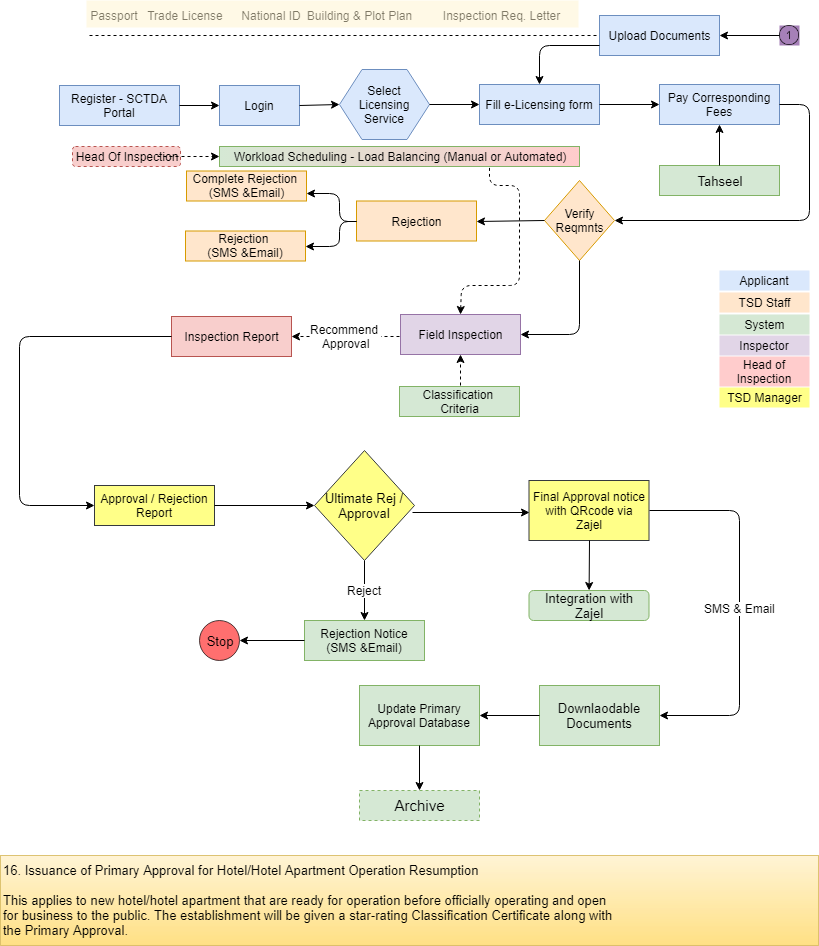 Passport Trade License National ID Building & Plot Plan Inspection Req. Letter
Upload Documents
1
Register - SCTDA
Portal
Login
Select
Licensing
Service
Fill e-Licensing form
Pay Corresponding
Fees
Head Of Inspection
Workload Scheduling - Load Balancing (Manual or Automated)
Tahseel
Complete Rejection
(SMS &Email)
Rejection
(SMS &Email)
Rejection
Verify
Reqmnts
Applicant
TSD Staff
System
Inspector
Head of
Inspection
TSD Manager
Inspection Report
Recommend
Approval
Field Inspection
Classification
Criteria
Approval / Rejection
Report
Ultimate Rej /
Approval
Final Approval notice
with QRcode via
Zajel
Reject
Integration with
Zajel
SMS & Email
Stop
Rejection Notice
(SMS &Email)
Update Primary
Approval Database
Downlaodable
Documents
Archive
16. Issuance of Primary Approval for Hotel/Hotel Apartment Operation Resumption
This applies to new hotel/hotel apartment that are ready for operation before officially operating and open
for business to the public. The establishment will be given a star-rating Classification Certificate along with
the Primary Approval.